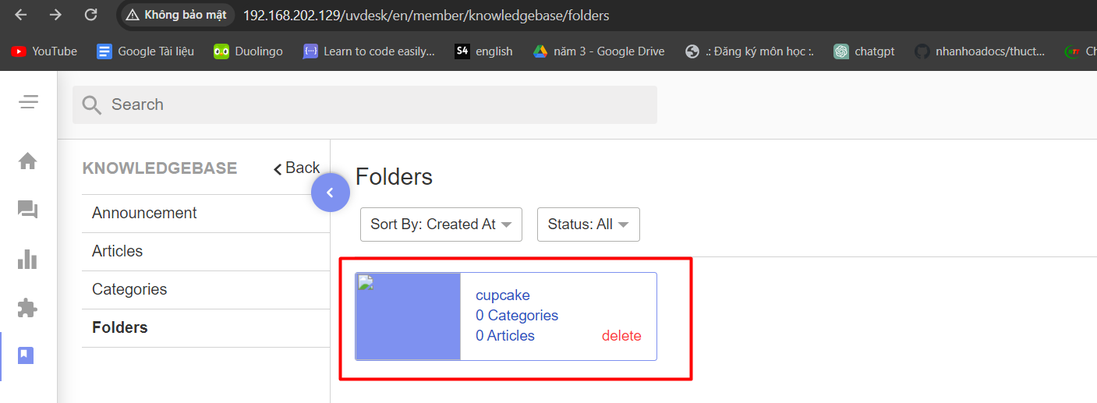 Không bảo mật 192.168.202.129/uvdesk/en/member/knowledgebase/folders
YouTube Google Tài liệu Duolingo Learn to code easily... S4 english năm 3 - Google Drive .: Đăng ký môn học :. chatgpt nhanhoadocs/thuct...
Search
KNOWLEDGEBASE
Back
Announcement
Articles
Categories
Folders
Folders
Sort By: Created At Status: All
cupcake
0 Categories
0 Articles delete